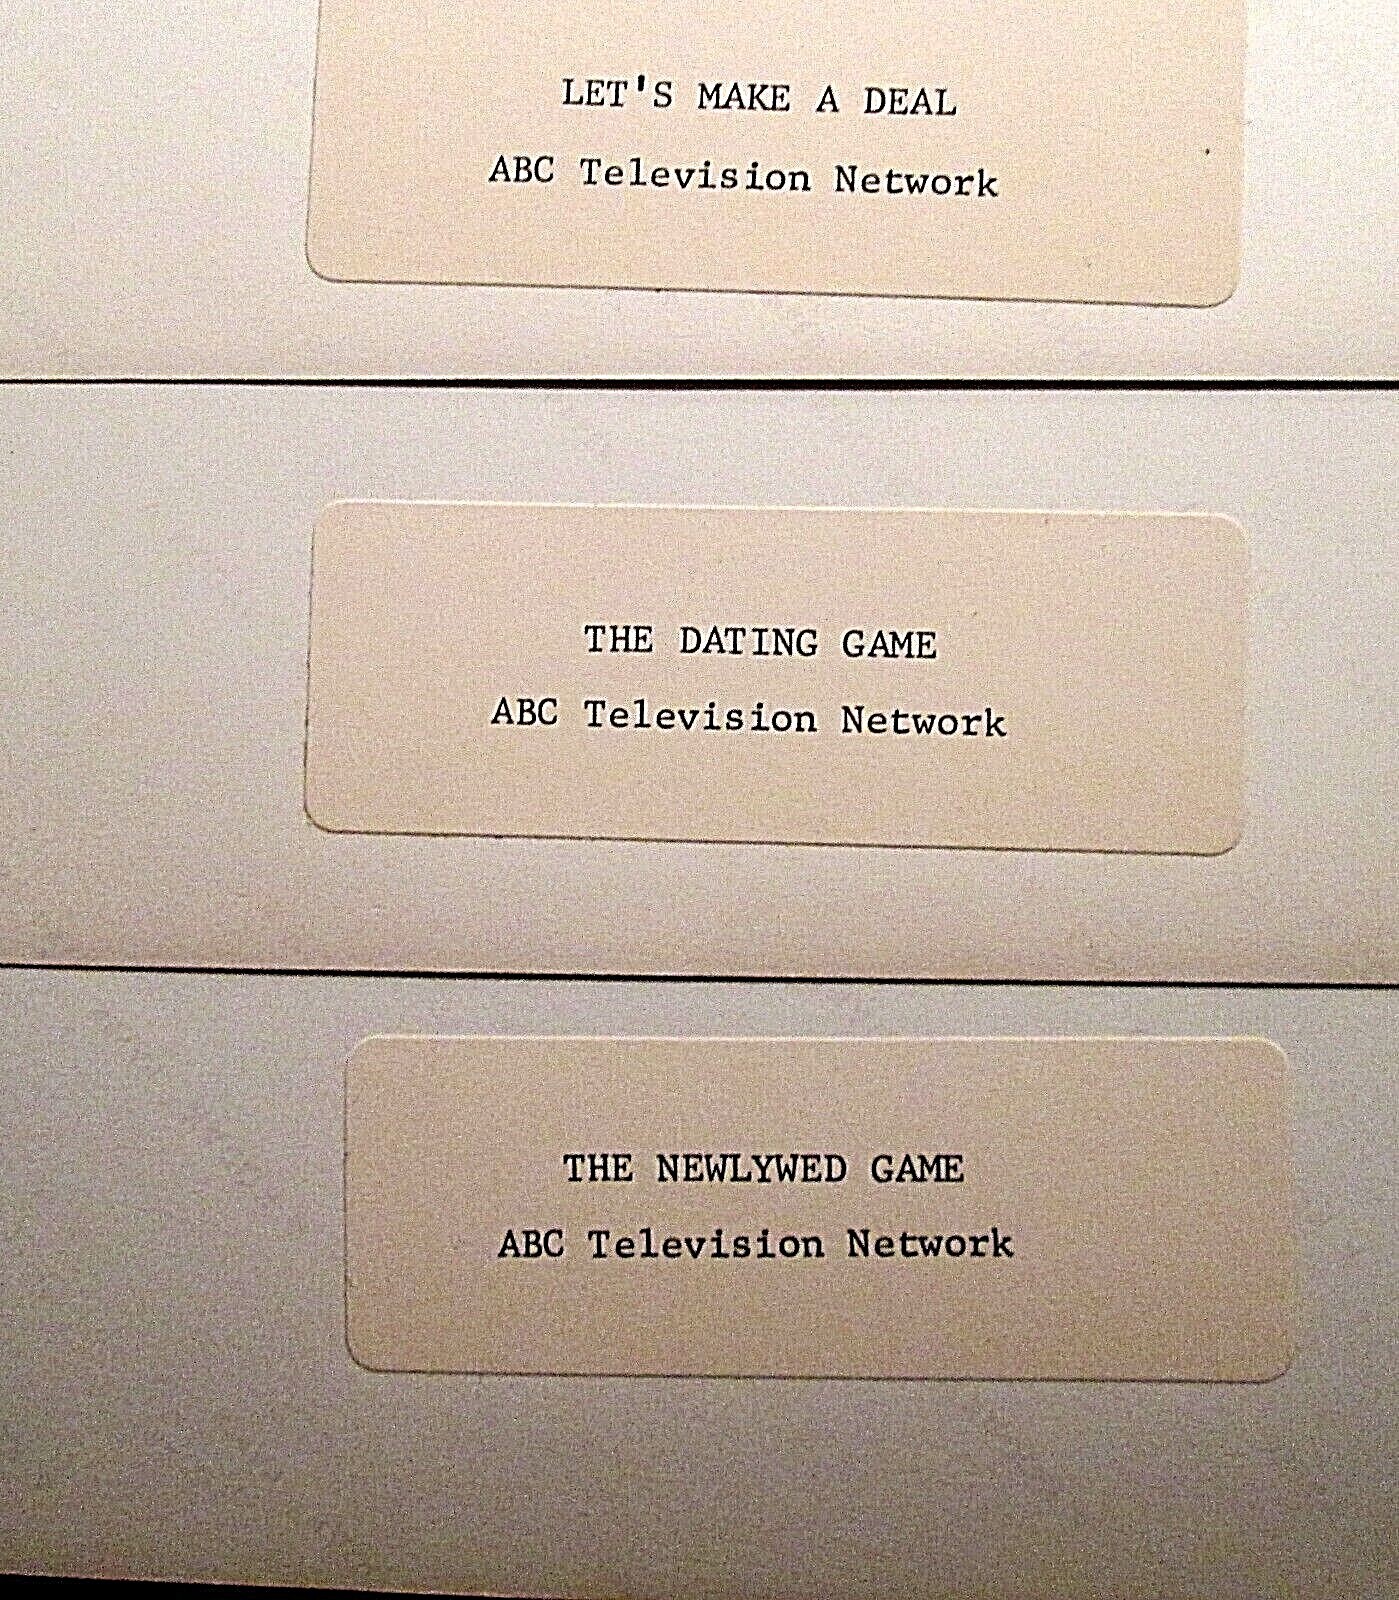 LET'S MAKE A DEAL
ABC Television Network
THE DATING GAME
ABC Television Network
THE NEWLYWED GAME
ABC Television Network